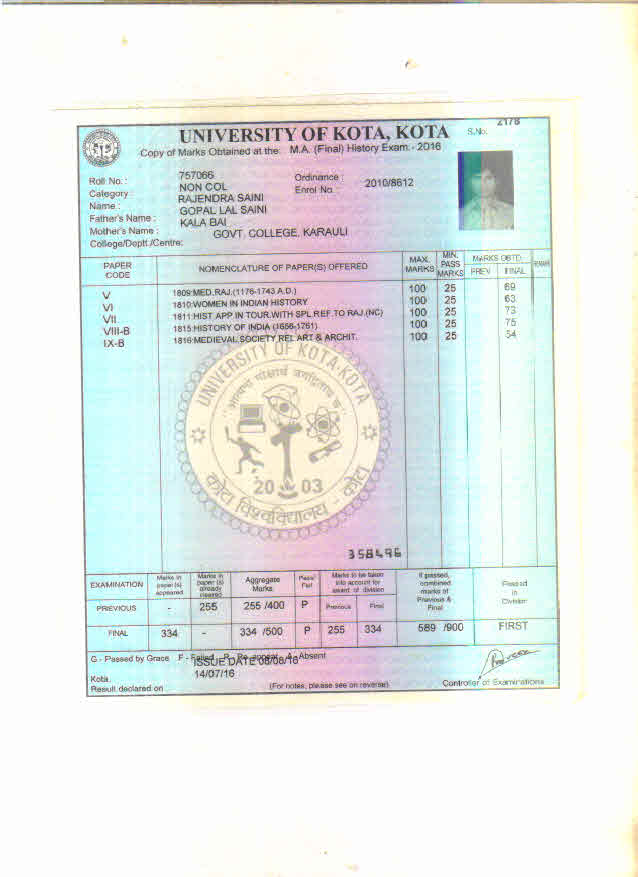 2178
UNIVERSITY OF KOTA, KOTA S.No.
Copy of Marks Obtained at the: M.A. (Final) History Exam.- 2016
Roll No. : 757066 Ordinance :
Category : NON COL Enrol No. : 2010/8612
Name : RAJENDRA SAINI
Father's Name : GOPAL LAL SAINI
Mother's Name : KALA BAI
College/Deptt./Centre: GOVT. COLLEGE, KARAULI
PAPER CODE NOMENCLATURE OF PAPER(S) OFFERED MAX. MARKS MIN. PASS MARKS MARKS OBTD. PREV. FINAL REMARK
V 1809:MED.RAJ.(1176-1743 A.D.) 100 25 69
VI 1810:WOMEN IN INDIAN HISTORY 100 25 63
VII 1811:HIST APP IN TOUR.WITH SPL.REF.TO RAJ.(NC) 100 25 73
VIII-B 1815:HISTORY OF INDIA (1656-1761) 100 25 75
IX-B 1816:MEDIEVAL SOCIETY REL ART & ARCHIT. 100 25 54
UNIVERSITY OF KOTA-KOTA
20 03
कोटा विश्वविद्यालय - कोटा
358496
EXAMINATION Marks in paper (s) appeared Marks in paper (s) already cleared Aggregate Marks Pass/ Fail Marks to be taken into account for award of division Previous Final If passed, combined marks of Previous & Final Passed in Division
PREVIOUS - 255 255 /400 P
FINAL 334 - 334 /500 P 255 334 589 /900 FIRST
G - Passed by Grace F - Failed R - Re-appear A - Absent
ISSUE DATE 08/08/16
Kota. 14/07/16
Result declared on (For notes, please see on reverse) Controller of Examinations